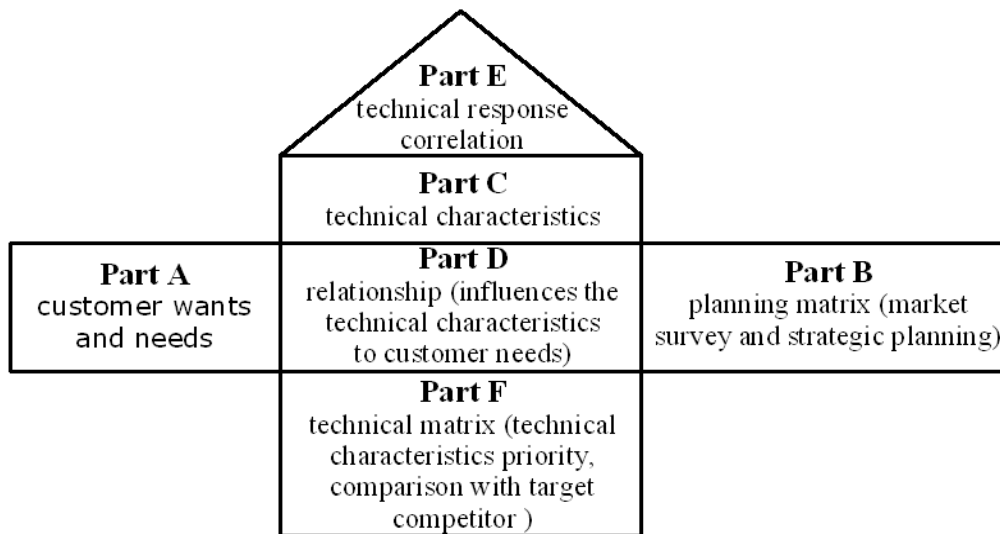 Part E
technical response
correlation
Part C
technical characteristics
Part A
customer wants
and needs
Part D
relationship (influences the
technical characteristics
to customer needs)
Part B
planning matrix (market
survey and strategic planning)
Part F
technical matrix (technical
characteristics priority,
comparison with target
competitor )